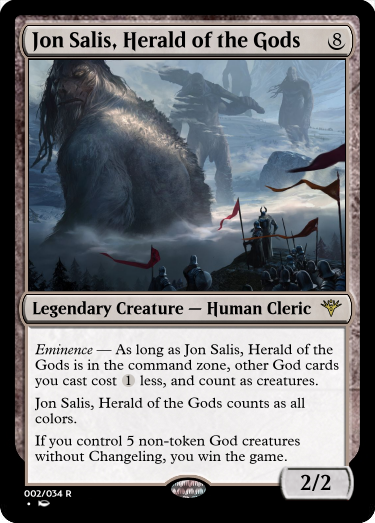 Jon Salis, Herald of the Gods 8
Legendary Creature — Human Cleric
Eminence — As long as Jon Salis, Herald of the
Gods is in the command zone, other God cards
you cast cost 1 less, and count as creatures.
Jon Salis, Herald of the Gods counts as all
colors.
If you control 5 non-token God creatures
without Changeling, you win the game.
2/2
002/034 R
•